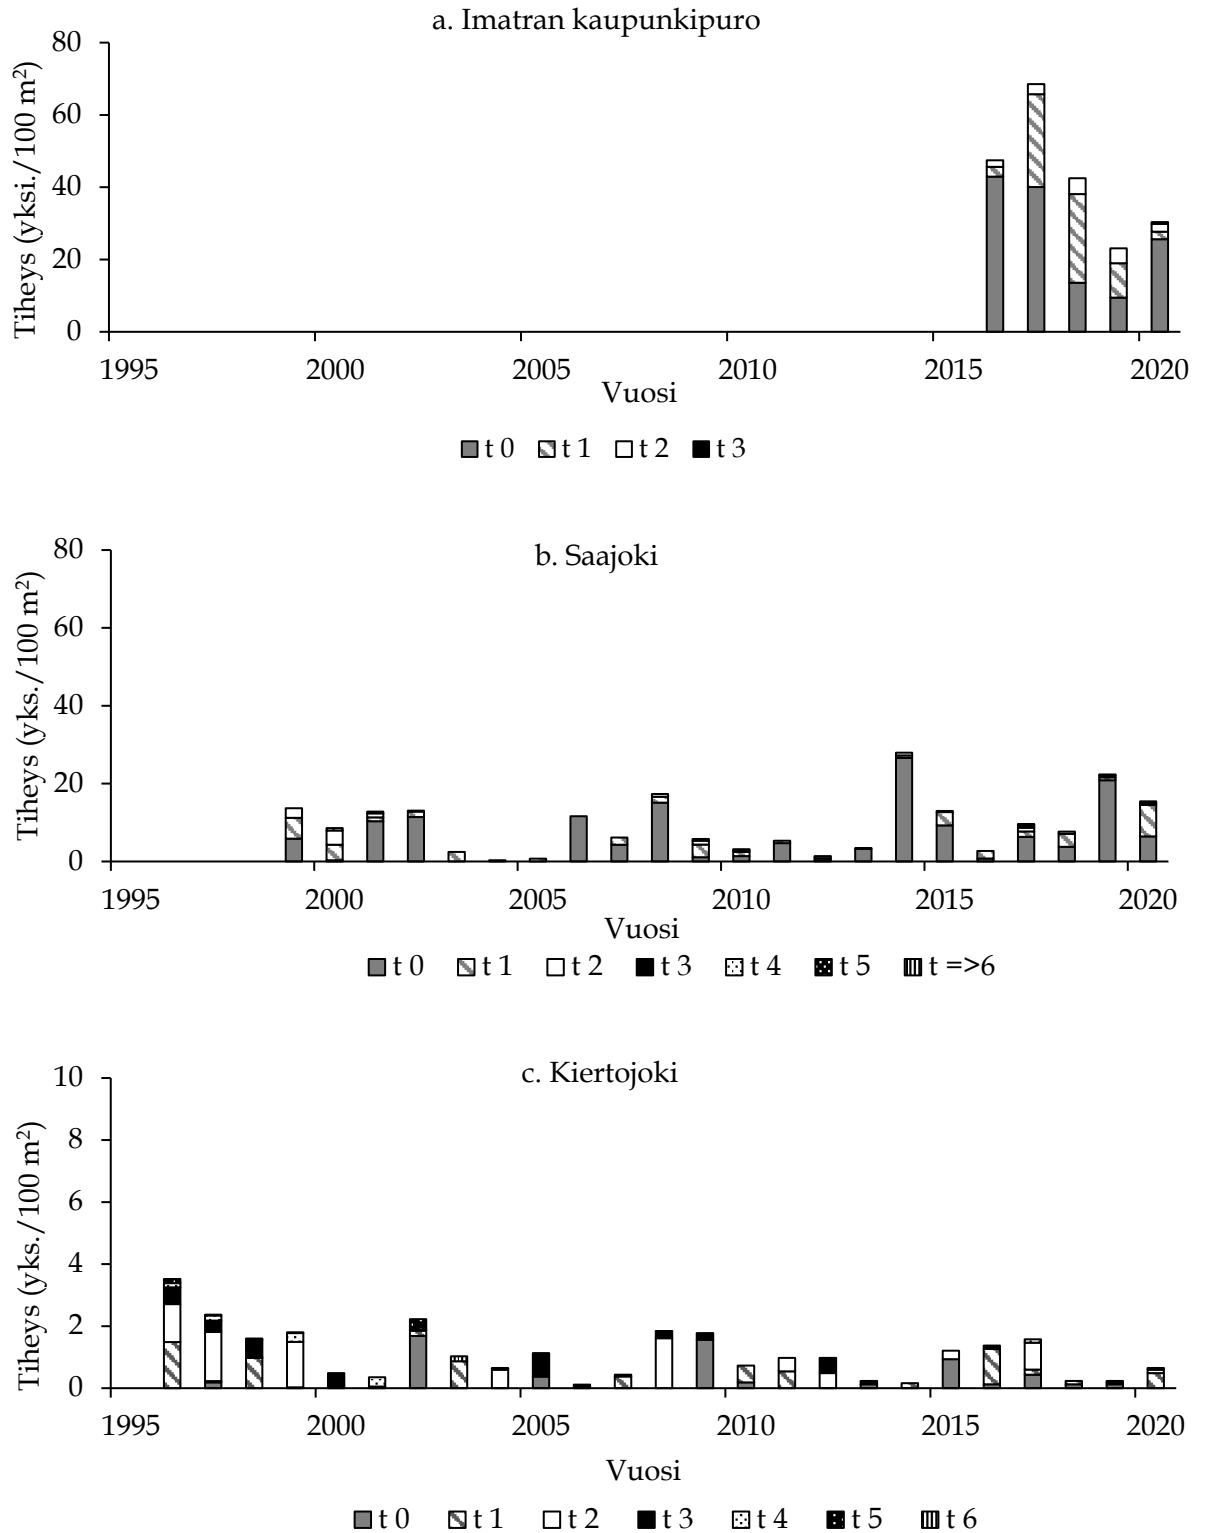 a. Imatran kaupunkipuro
Tiheys (yksi./100 m²)
80
60
40
20
0
1995 2000 2005 2010 2015 2020
Vuosi
t 0 t 1 t 2 t 3
b. Saajoki
Tiheys (yks./100 m²)
80
60
40
20
0
1995 2000 2005 2010 2015 2020
Vuosi
t 0 t 1 t 2 t 3 t 4 t 5 t =>6
c. Kiertojoki
Tiheys (yks./100 m²)
10
8
6
4
2
0
1995 2000 2005 2010 2015 2020
Vuosi
t 0 t 1 t 2 t 3 t 4 t 5 t 6